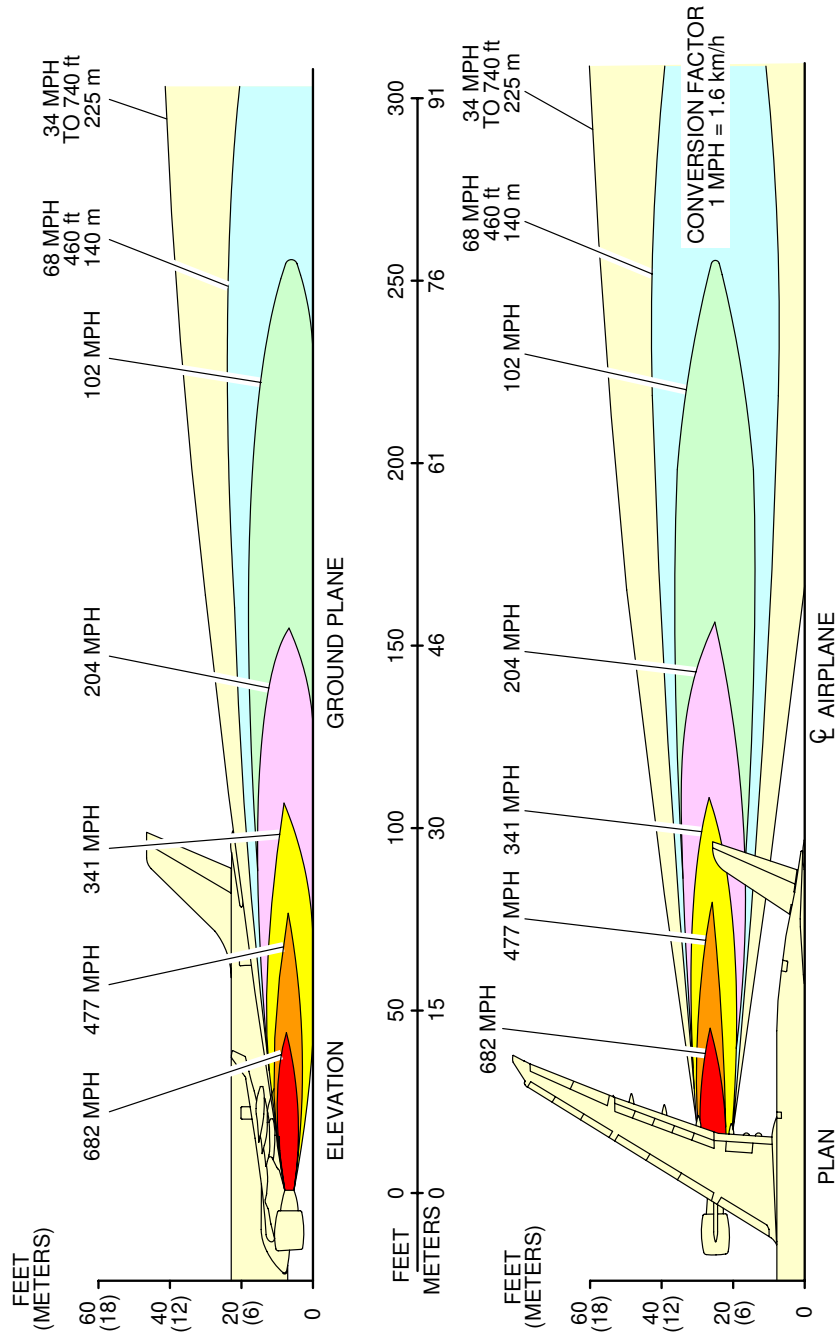 FEET
(METERS)
60
(18)
40
(12)
20
(6)
0
682 MPH
477 MPH
341 MPH
204 MPH
102 MPH
68 MPH
460 ft
140 m
34 MPH
TO 740 ft
225 m
ELEVATION
GROUND PLANE
FEET
METERS
0
50
100
150
200
250
300
0
15
30
46
61
76
91
FEET
(METERS)
60
(18)
40
(12)
20
(6)
0
682 MPH
477 MPH
341 MPH
204 MPH
102 MPH
68 MPH
460 ft
140 m
34 MPH
TO 740 ft
225 m
CONVERSION FACTOR
1 MPH = 1.6 km/h
PLAN
℄ AIRPLANE